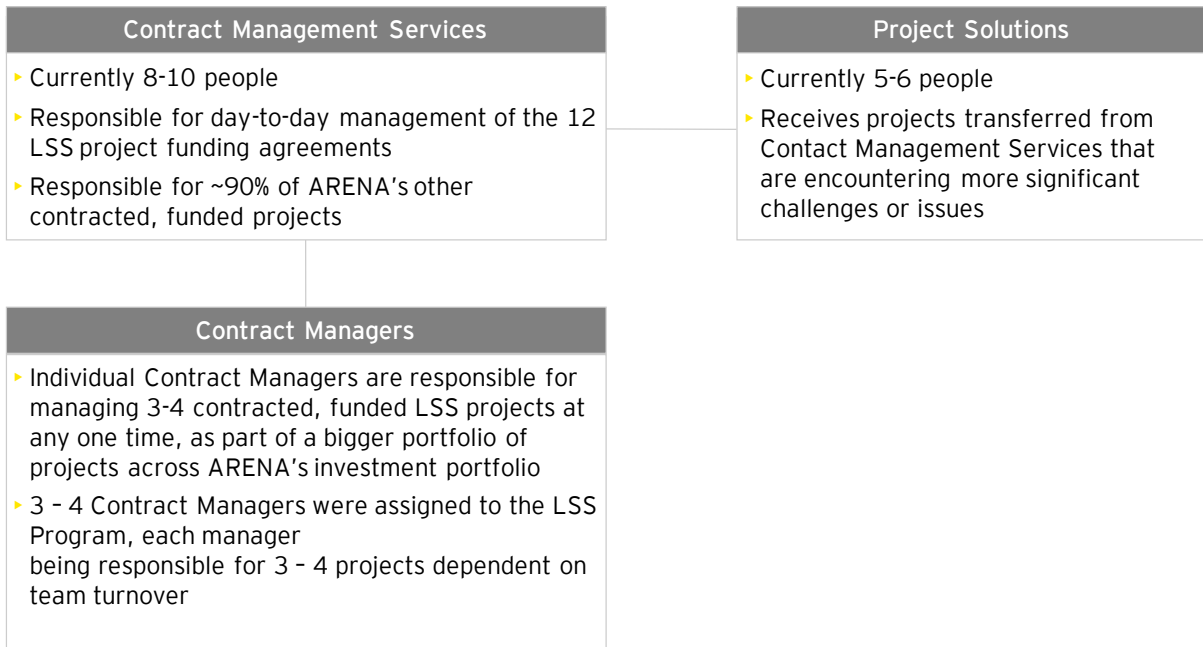 Contract Management Services
‣ Currently 8-10 people
‣ Responsible for day-to-day management of the 12
LSS project funding agreements
‣ Responsible for ~90% of ARENA's other
contracted, funded projects
Project Solutions
‣ Currently 5-6 people
‣ Receives projects transferred from
Contact Management Services that
are encountering more significant
challenges or issues
Contract Managers
‣ Individual Contract Managers are responsible for
managing 3-4 contracted, funded LSS projects at
any one time, as part of a bigger portfolio of
projects across ARENA's investment portfolio
‣ 3 – 4 Contract Managers were assigned to the LSS
Program, each manager
being responsible for 3 – 4 projects dependent on
team turnover